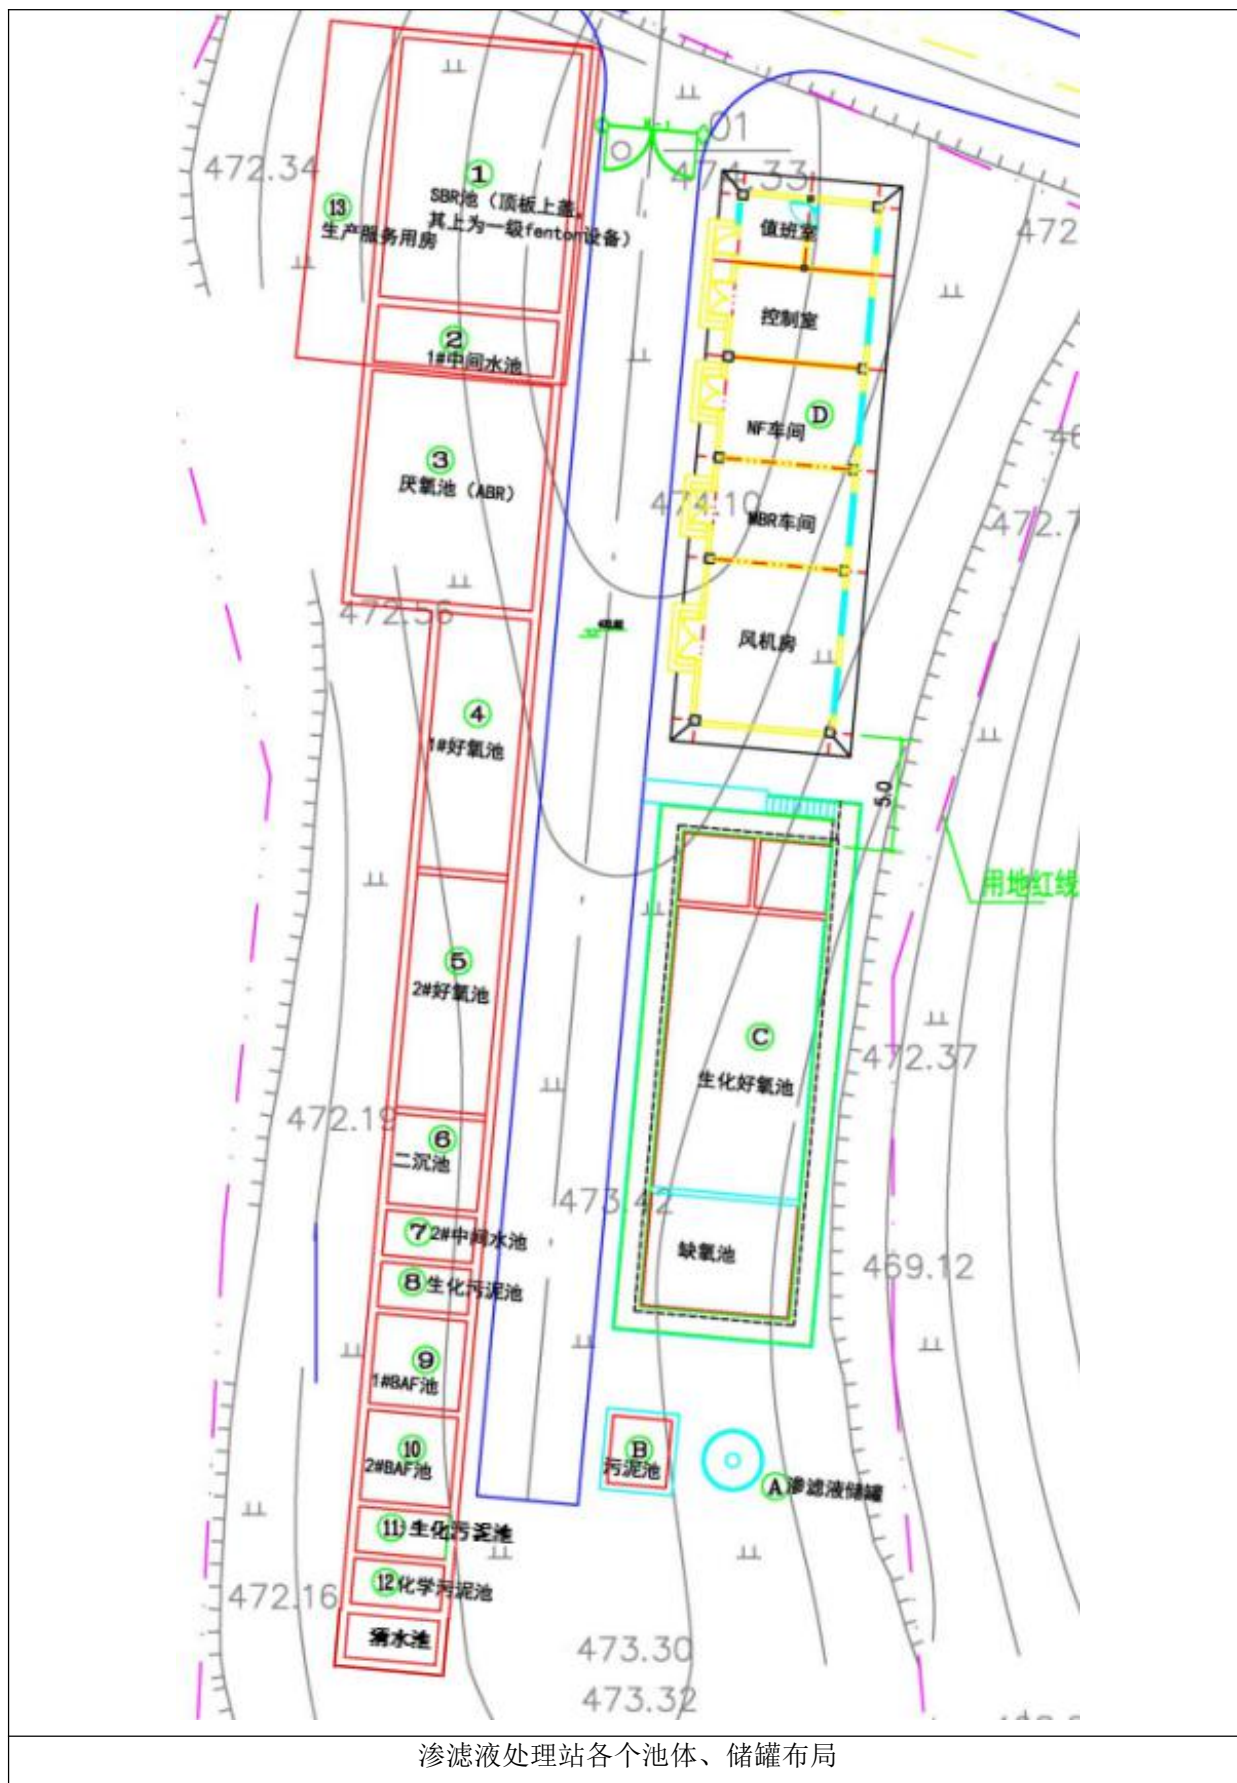 01
474.33
472.34
①
SBR池（顶板上盖，
其上为一级fenton设备）
⑬
生产服务用房
值班室
472
控制室
②
1#中间水池
D
NF车间
③
厌氧池（ABR）
474.10
MBR车间
472.7
472.56
风机房
④
1#好氧池
5.0
用地红线
⑤
2#好氧池
C
生化好氧池
472.37
472.19
⑥
二沉池
473.42
⑦2#中间水池
缺氧池
469.12
⑧生化污泥池
⑨
1#BAF池
⑩
2#BAF池
B
污泥池
A渗滤液储罐
⑪生化污泥池
⑫化学污泥池
472.16
清水池
473.30
473.32
渗滤液处理站各个池体、储罐布局